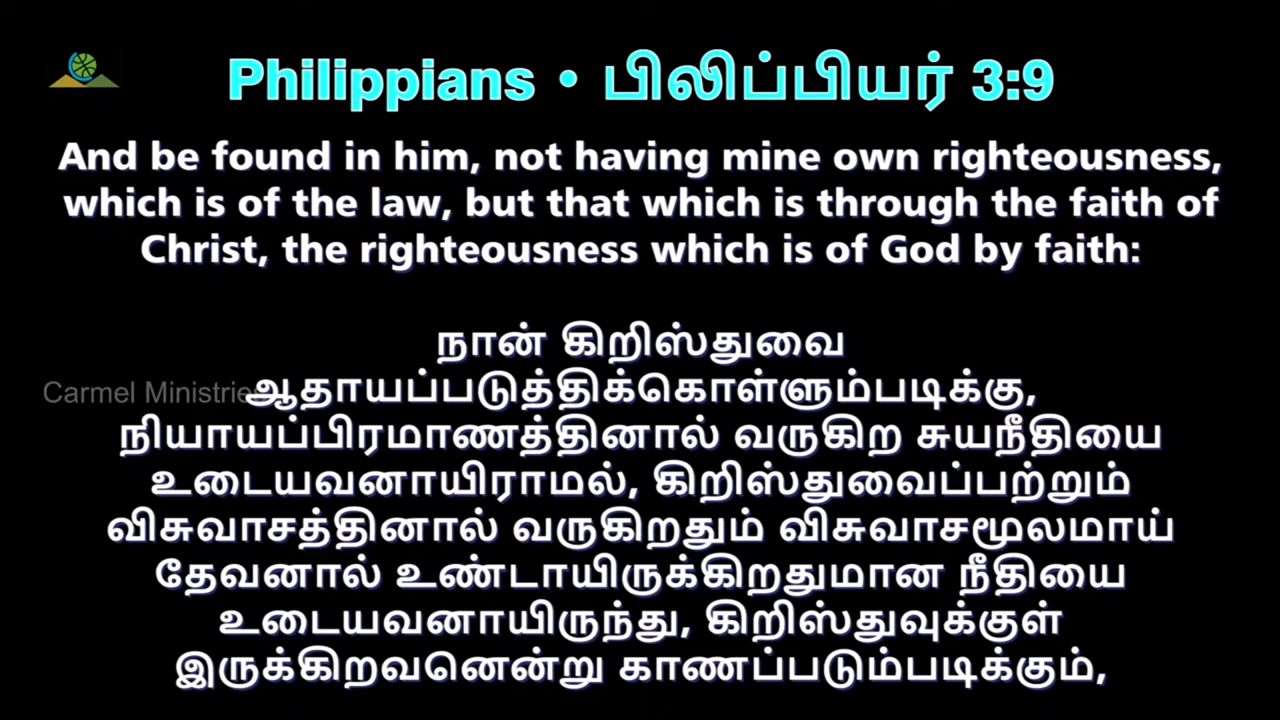 Philippians • பிலிப்பியர் 3:9
And be found in him, not having mine own righteousness,
which is of the law, but that which is through the faith of
Christ, the righteousness which is of God by faith:
நான் கிறிஸ்துவை
Carmel Ministries
ஆதாயப்படுத்திக்கொள்ளும்படிக்கு,
நியாயப்பிரமாணத்தினால் வருகிற சுயநீதியை
உடையவனாயிராமல், கிறிஸ்துவைப்பற்றும்
விசுவாசத்தினால் வருகிறதும் விசுவாசமூலமாய்
தேவனால் உண்டாயிருக்கிறதுமான நீதியை
உடையவனாயிருந்து, கிறிஸ்துவுக்குள்
இருக்கிறவனென்று காணப்படும்படிக்கும்,